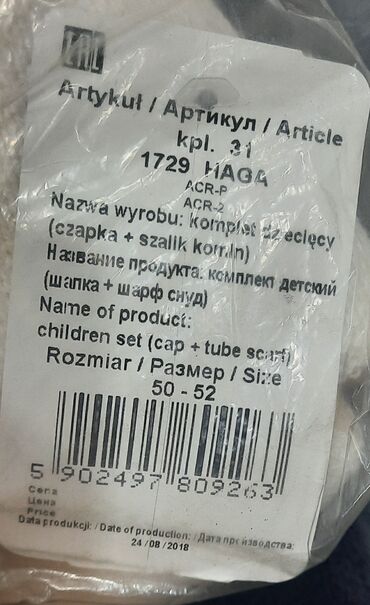 EAC
Artykuł / Артикул / Article
kpl. 31
1729 HAGA
ACR-P
ACR-2
Nazwa wyrobu: komplet dziecięcy
(czapka + szalik komin)
Название продукта: комплект детский
(шапка + шарф снуд)
Name of product:
children set (cap + tube scarf)
Rozmiar / Размер / Size
50 - 52
5 902497 809263
Cena
Цена
Price
Data produkcji: / Date of production: / Дата производства:
24 / 08 / 2018